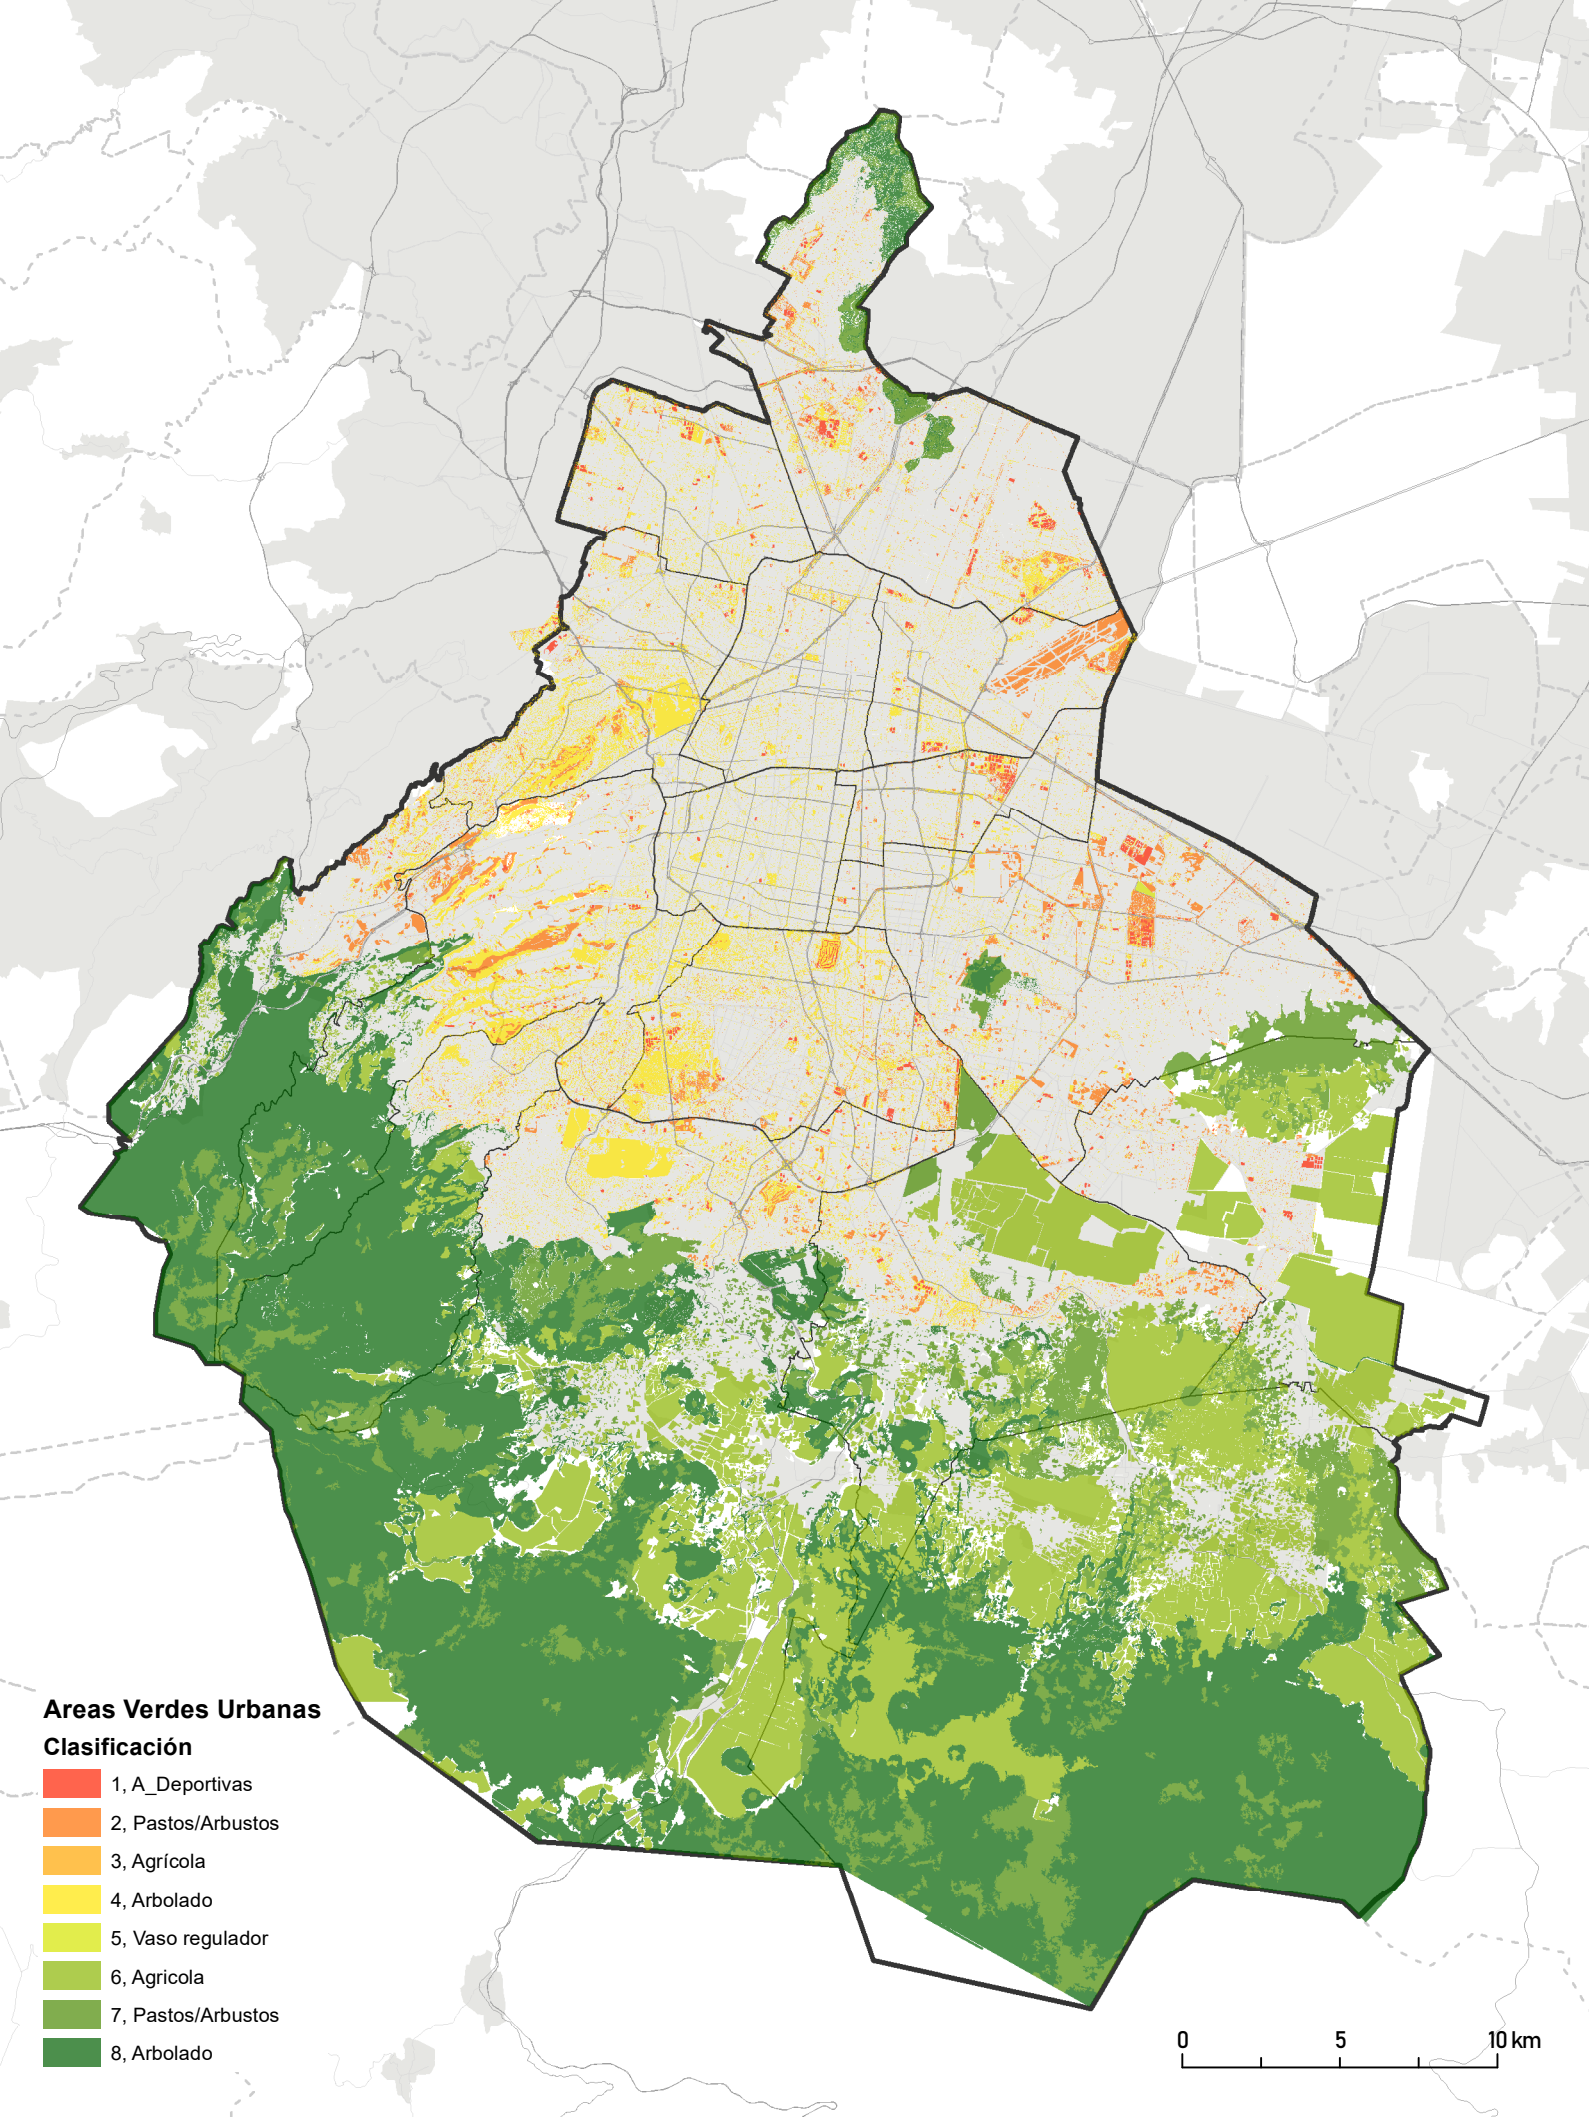 Areas Verdes Urbanas
Clasificación
1, A_Deportivas
2, Pastos/Arbustos
3, Agrícola
4, Arbolado
5, Vaso regulador
6, Agricola
7, Pastos/Arbustos
8, Arbolado
0 5 10 km